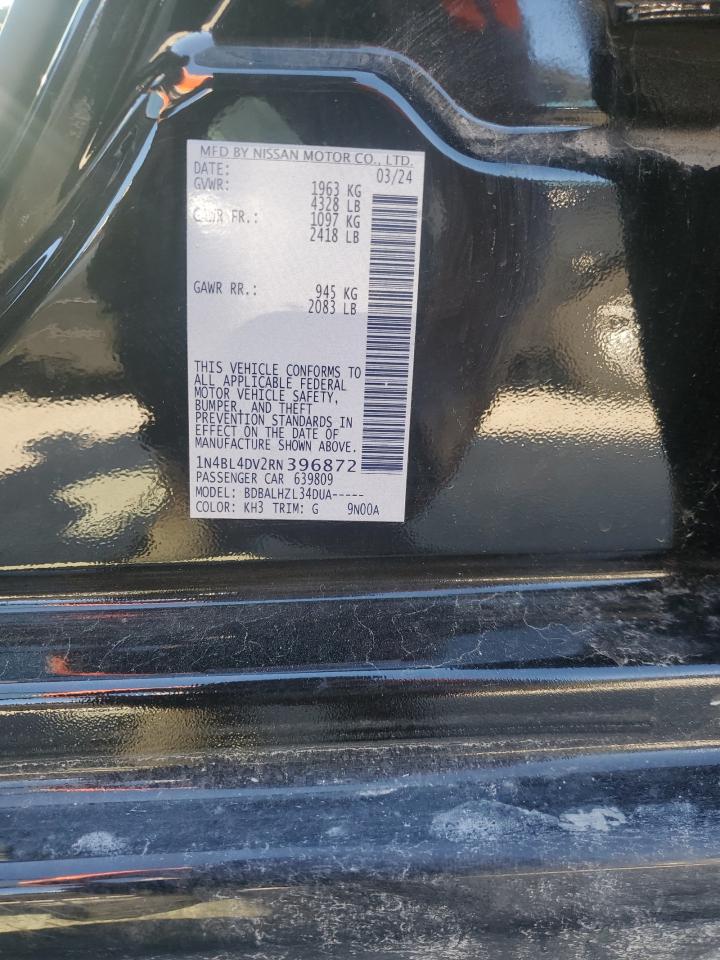 MFD BY NISSAN MOTOR CO., LTD.
DATE: 03/24
GVWR: 1963 KG
4328 LB
GAWR FR.: 1097 KG
2418 LB
GAWR RR.: 945 KG
2083 LB
THIS VEHICLE CONFORMS TO
ALL APPLICABLE FEDERAL
MOTOR VEHICLE SAFETY,
BUMPER, AND THEFT
PREVENTION STANDARDS IN
EFFECT ON THE DATE OF
MANUFACTURE SHOWN ABOVE.
1N4BL4DV2RN396872
PASSENGER CAR 639809
MODEL: BDBALHZL34DUA-----
COLOR: KH3 TRIM: G 9N00A